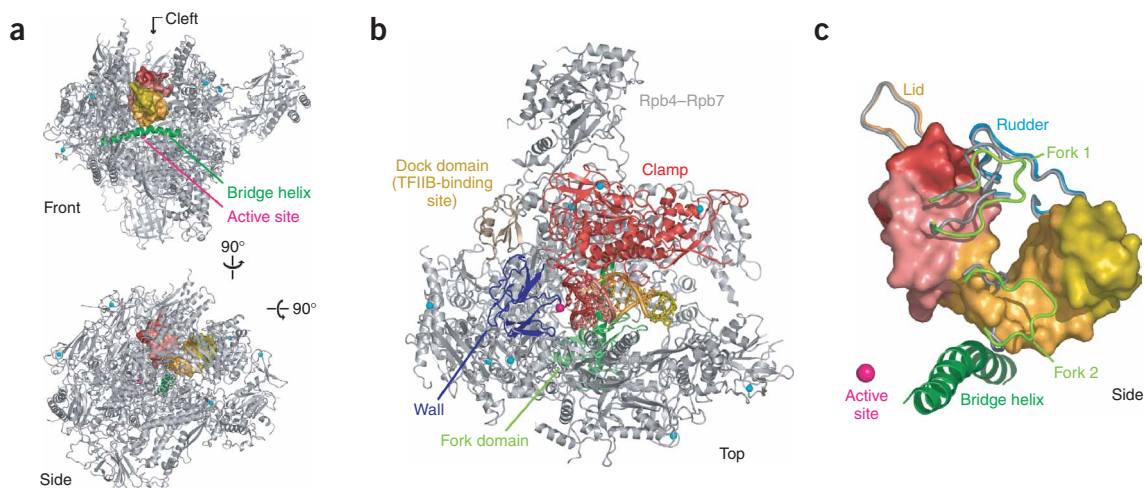 a
Cleft
Bridge helix
Active site
Front
90°
90°
Side
b
Rpb4–Rpb7
Dock domain
(TFIIB-binding
site)
Clamp
Wall
Fork domain
Top
c
Lid
Rudder
Fork 1
Fork 2
Active
site
Bridge helix
Side